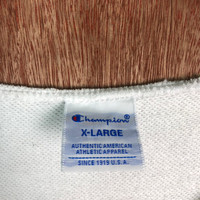 Champion
X-LARGE
AUTHENTIC AMERICAN
ATHLETIC APPAREL
SINCE 1919 U.S.A.